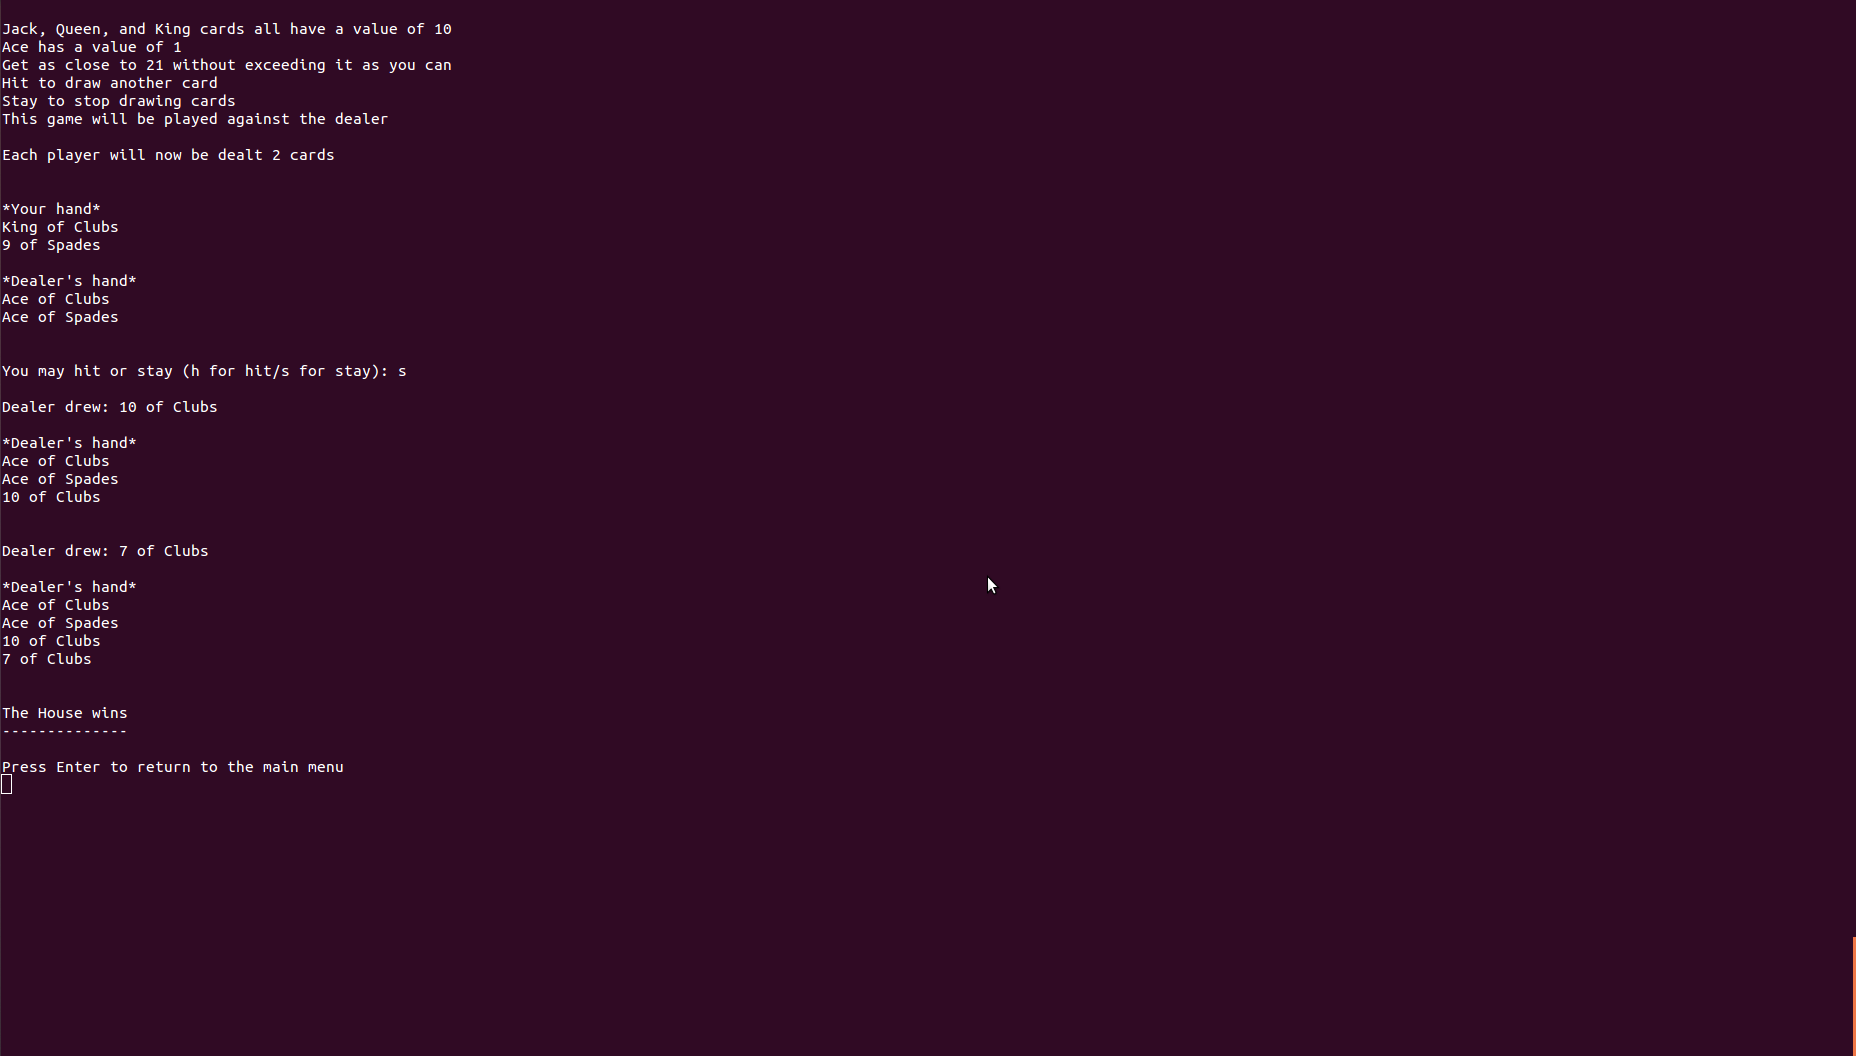 Jack, Queen, and King cards all have a value of 10
Ace has a value of 1
Get as close to 21 without exceeding it as you can
Hit to draw another card
Stay to stop drawing cards
This game will be played against the dealer
Each player will now be dealt 2 cards
*Your hand*
King of Clubs
9 of Spades
*Dealer's hand*
Ace of Clubs
Ace of Spades
You may hit or stay (h for hit/s for stay): s
Dealer drew: 10 of Clubs
*Dealer's hand*
Ace of Clubs
Ace of Spades
10 of Clubs
Dealer drew: 7 of Clubs
*Dealer's hand*
Ace of Clubs
Ace of Spades
10 of Clubs
7 of Clubs
The House wins
--------------
Press Enter to return to the main menu